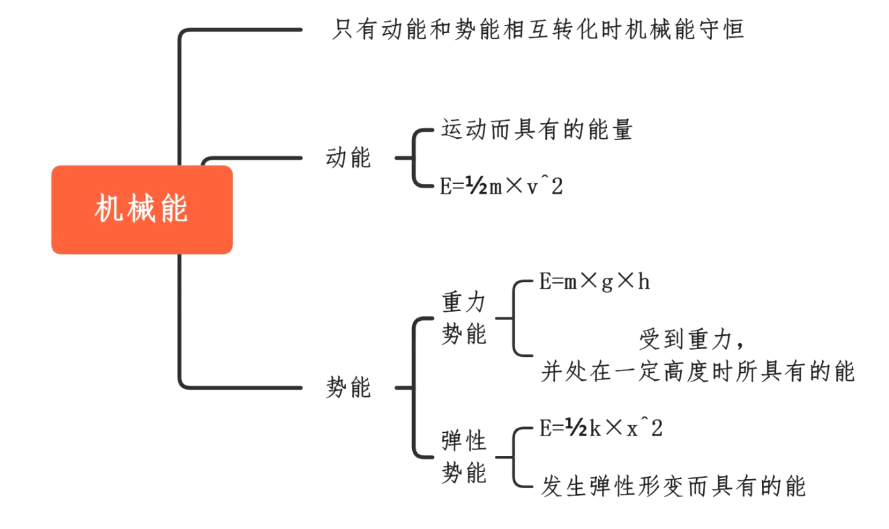 只有动能和势能相互转化时机械能守恒
机械能
动能
运动而具有的能量
E=½m×v^2
势能
重力
势能
E=m×g×h
受到重力，
并处在一定高度时所具有的能
弹性
势能
E=½k×x^2
发生弹性形变而具有的能